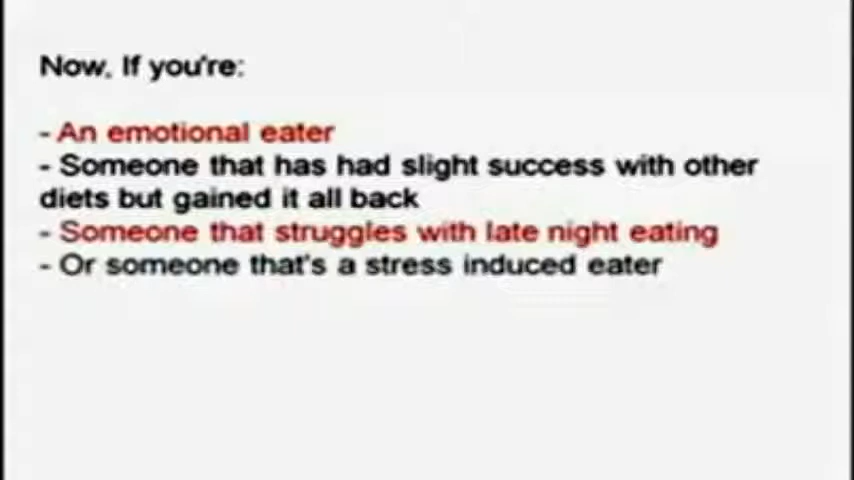 Now, If you're:
- An emotional eater
- Someone that has had slight success with other
diets but gained it all back
- Someone that struggles with late night eating
- Or someone that's a stress induced eater